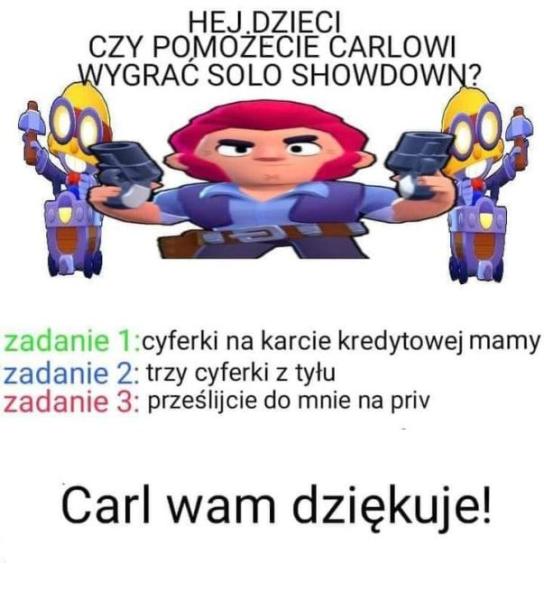 HEJ DZIECI
CZY POMOŻECIE CARLOWI
WYGRAĆ SOLO SHOWDOWN?
zadanie 1:cyferki na karcie kredytowej mamy
zadanie 2: trzy cyferki z tyłu
zadanie 3: prześlijcie do mnie na priv
Carl wam dziękuje!